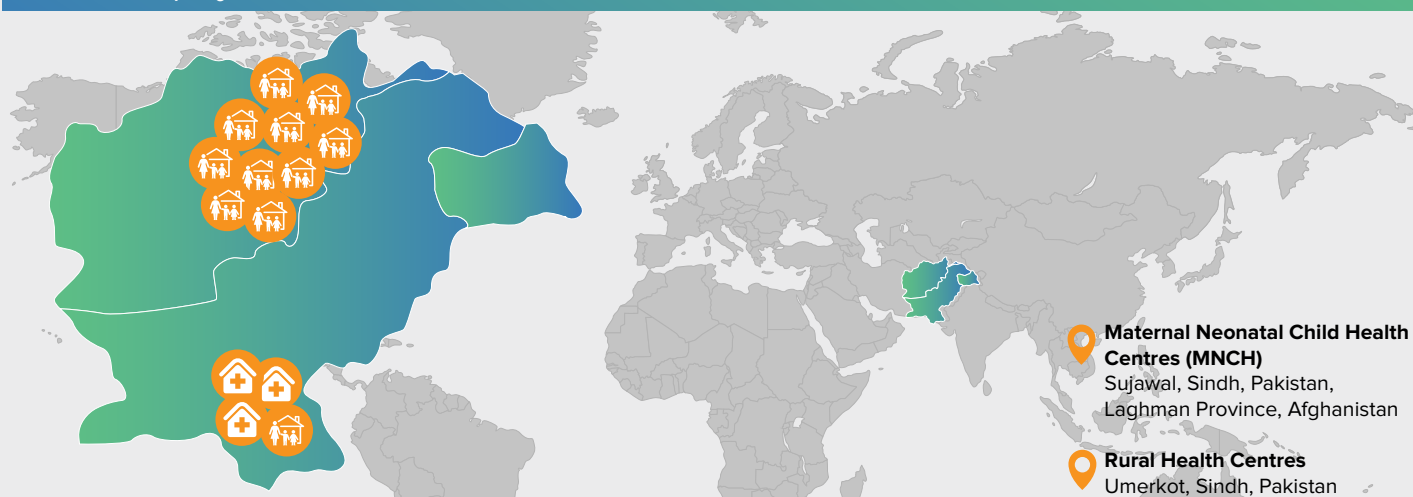 Maternal Neonatal Child Health
Centres (MNCH)
Sujawal, Sindh, Pakistan,
Laghman Province, Afghanistan
Rural Health Centres
Umerkot, Sindh, Pakistan